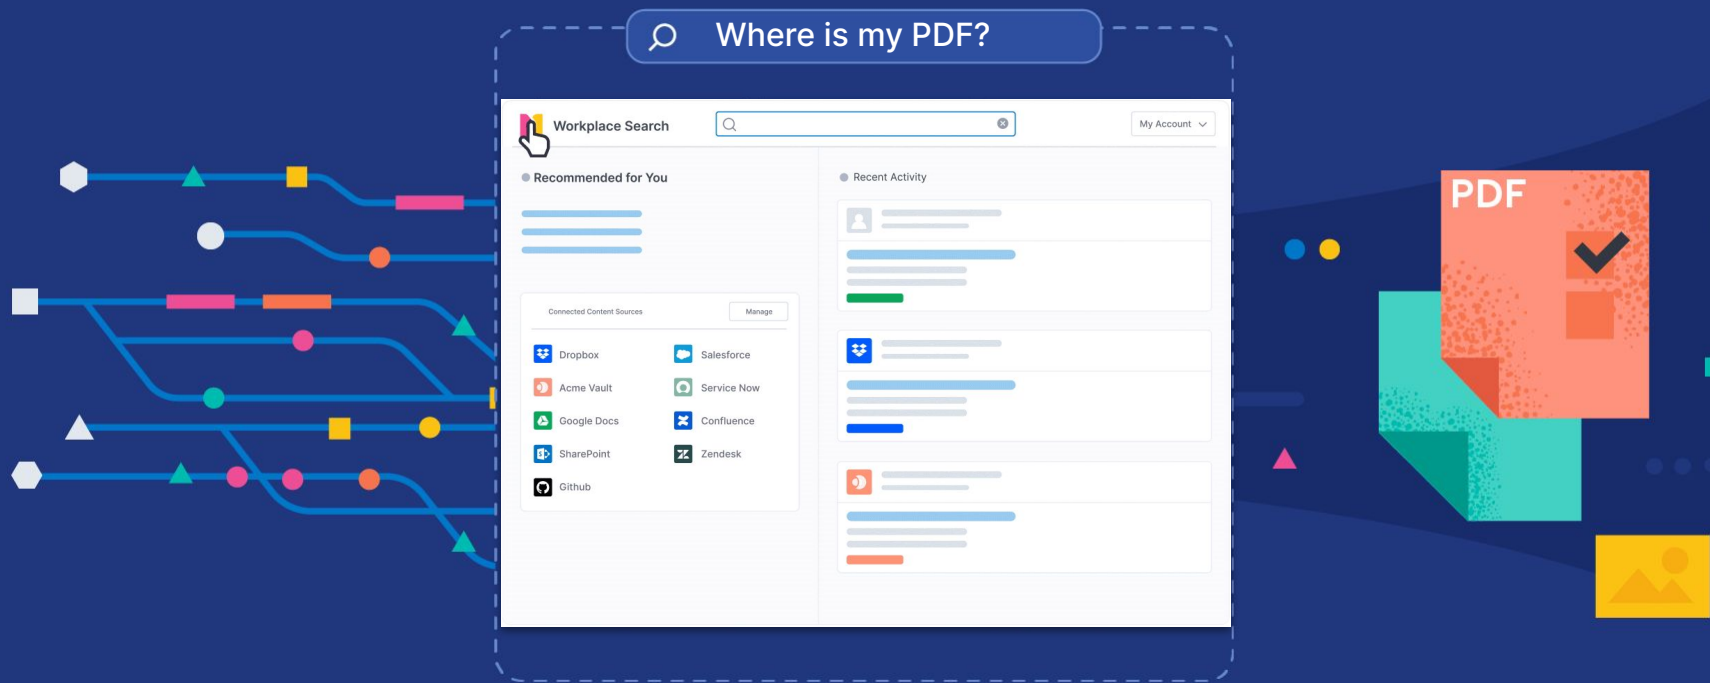 Where is my PDF?
Workplace Search
My Account
Recommended for You
Recent Activity
Connected Content Sources
Manage
Dropbox
Salesforce
Acme Vault
Service Now
Google Docs
Confluence
SharePoint
Zendesk
Github
PDF